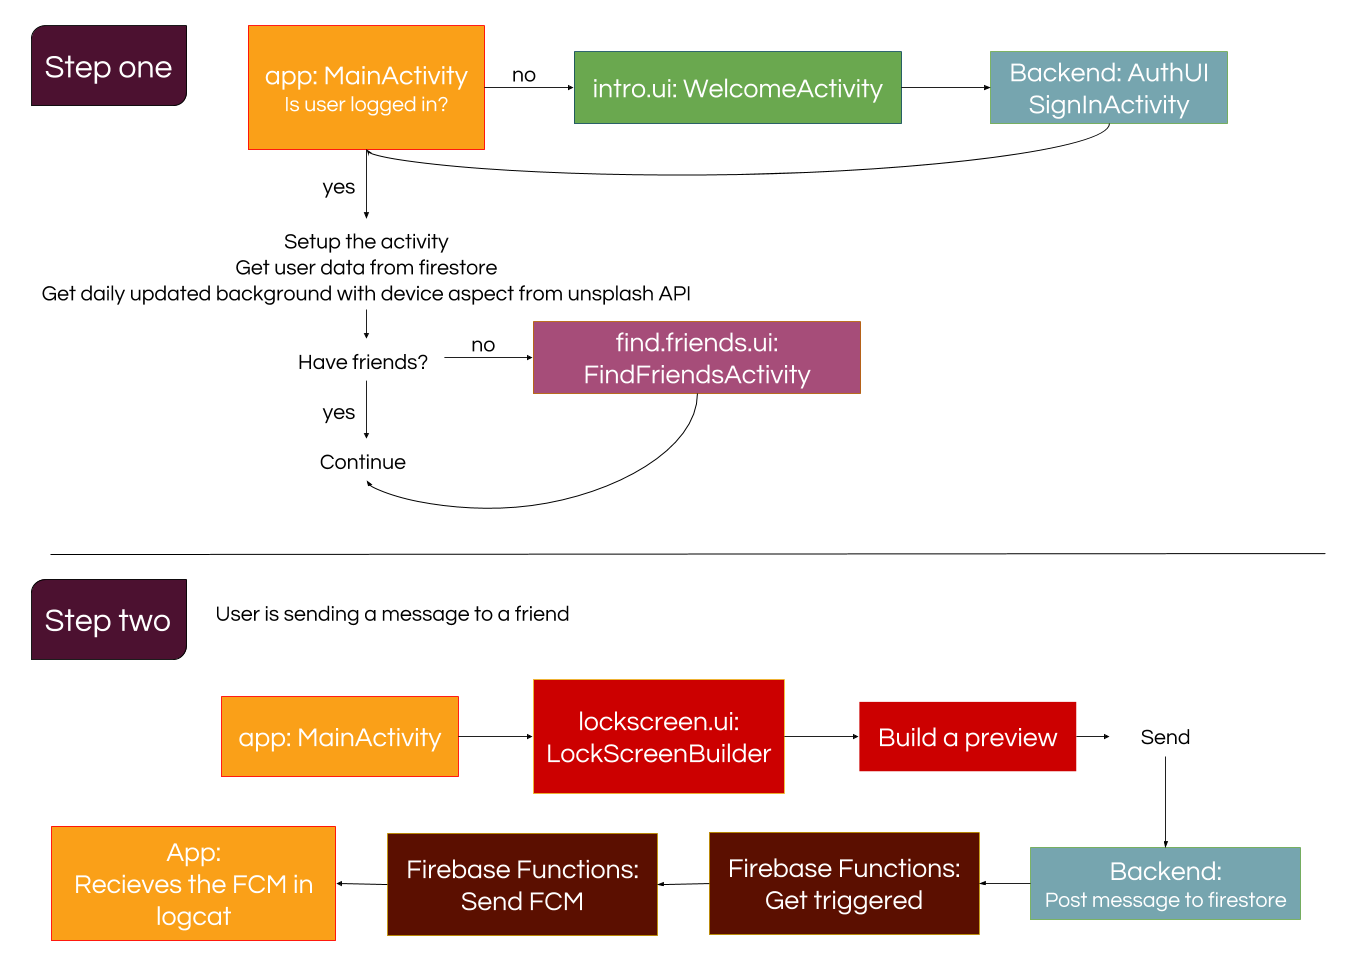 Step one
app: MainActivity
Is user logged in?
no
intro.ui: WelcomeActivity
Backend: AuthUI
SignInActivity
yes
Setup the activity
Get user data from firestore
Get daily updated background with device aspect from unsplash API
Have friends?
no
find.friends.ui:
FindFriendsActivity
yes
Continue
Step two
User is sending a message to a friend
app: MainActivity
lockscreen.ui:
LockScreenBuilder
Build a preview
Send
Backend:
Post message to firestore
Firebase Functions:
Get triggered
Firebase Functions:
Send FCM
App:
Recieves the FCM in
logcat